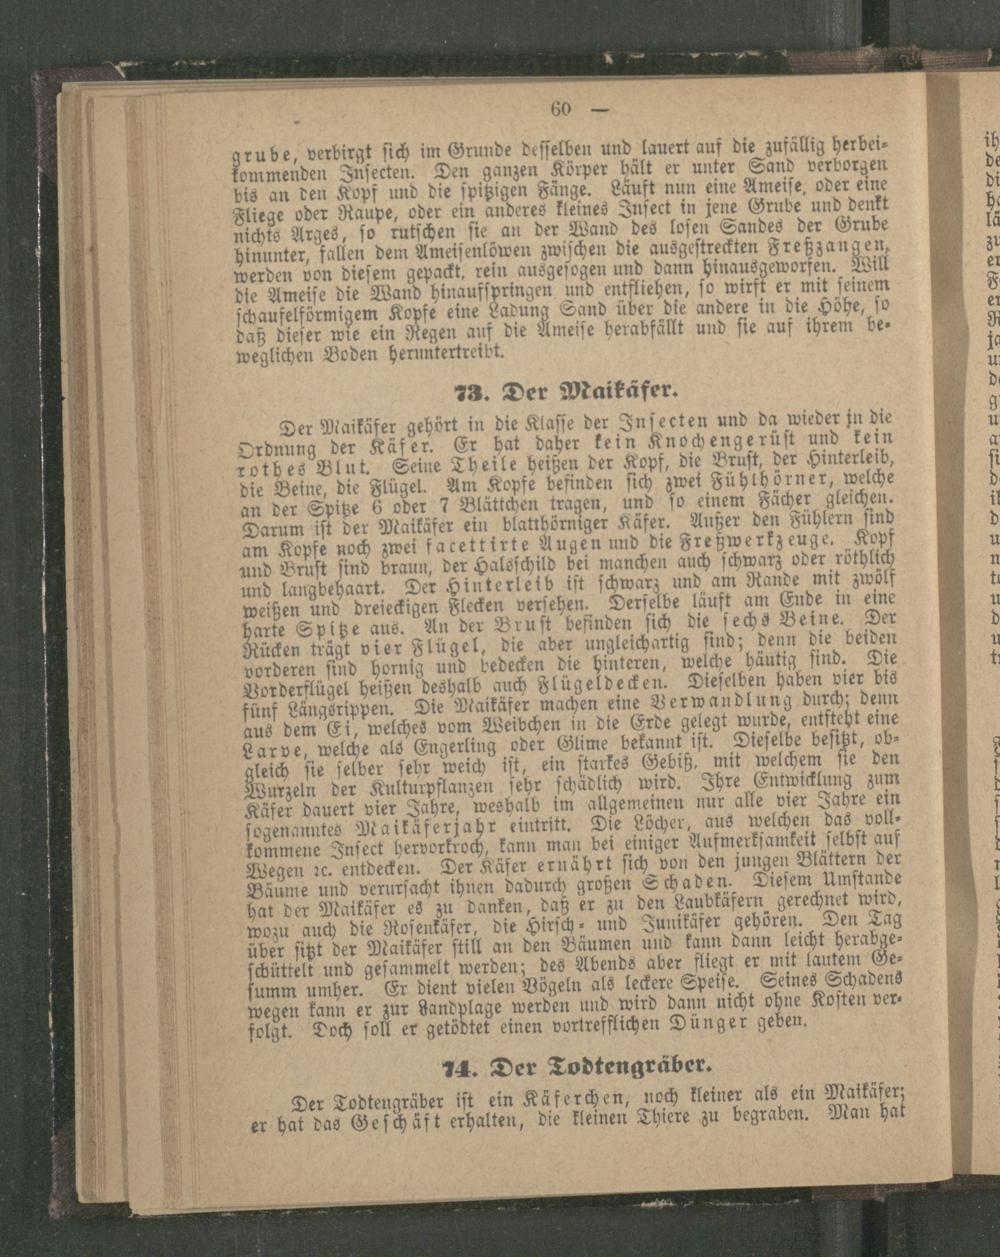 60 —
grube, verbirgt sich im Grunde desselben und lauert auf die zufällig herbei-
kommenden Insecten. Den ganzen Körper hält er unter Sand verborgen
bis an den Kopf und die spitzigen Fänge. Läuft nun eine Ameise, oder eine
Fliege oder Raupe, oder ein anderes kleines Insect in jene Grube und denkt
nichts Arges, so rutschen sie an der Wand des losen Sandes der Grube
hinunter, fallen dem Ameisenlöwen zwischen die ausgestreckten Freßzangen,
werden von diesem gepackt, rein ausgesogen und dann hinausgeworfen. Will
die Ameise die Wand hinaufspringen und entfliehen, so wirft er mit seinem
schaufelförmigem Kopfe eine Ladung Sand über die andere in die Höhe, so
daß dieser wie ein Regen auf die Ameise herabfällt und sie auf ihrem be-
weglichen Boden heruntertreibt.
73. Der Maikäfer.
Der Maikäfer gehört in die Klasse der Insecten und da wieder in die
Ordnung der Käfer. Er hat daher kein Knochengerüst und kein
rothes Blut. Seine Theile heißen der Kopf, die Brust, der Hinterleib,
die Beine, die Flügel. Am Kopfe befinden sich zwei Fühlhörner, welche
an der Spitze 6 oder 7 Blättchen tragen, und so einem Fächer gleichen.
Darum ist der Maikäfer ein blatthörniger Käfer. Außer den Fühlern sind
am Kopfe noch zwei facettirte Augen und die Freßwerkzeuge. Kopf
und Brust sind braun, der Halsschild bei manchen auch schwarz oder röthlich
und langbehaart. Der Hinterleib ist schwarz und am Rande mit zwölf
weißen und dreieckigen Flecken versehen. Derselbe läuft am Ende in eine
harte Spitze aus. An der Brust befinden sich die sechs Beine. Der
Rücken trägt vier Flügel, die aber ungleichartig sind; denn die beiden
vorderen sind hornig und bedecken die hinteren, welche häutig sind. Die
Vorderflügel heißen deshalb auch Flügeldecken. Dieselben haben vier bis
fünf Längsrippen. Die Maikäfer machen eine Verwandlung durch; denn
aus dem Ei, welches vom Weibchen in die Erde gelegt wurde, entsteht eine
Larve, welche als Engerling oder Glime bekannt ist. Dieselbe besitzt, ob-
gleich sie selber sehr weich ist, ein starkes Gebiß, mit welchem sie den
Wurzeln der Kulturpflanzen sehr schädlich wird. Ihre Entwicklung zum
Käfer dauert vier Jahre, weshalb im allgemeinen nur alle vier Jahre ein
sogenanntes Maikäferjahr eintritt. Die Löcher, aus welchen das voll-
kommene Insect hervorkroch, kann man bei einiger Aufmerksamkeit selbst auf
Wegen ꝛc. entdecken. Der Käfer ernährt sich von den jungen Blättern der
Bäume und verursacht ihnen dadurch großen Schaden. Diesem Umstande
hat der Maikäfer es zu danken, daß er zu den Laubkäfern gerechnet wird,
wozu auch die Rosenkäfer, die Hirsch- und Junikäfer gehören. Den Tag
über sitzt der Maikäfer still an den Bäumen und kann dann leicht herabge-
schüttelt und gesammelt werden; des Abends aber fliegt er mit lautem Ge-
summ umher. Er dient vielen Vögeln als leckere Speise. Seines Schadens
wegen kann er zur Landplage werden und wird dann nicht ohne Kosten ver-
folgt. Doch soll er getödtet einen vortrefflichen Dünger geben.
74. Der Todtengräber.
Der Todtengräber ist ein Käferchen, noch kleiner als ein Maikäfer;
er hat das Geschäft erhalten, die kleinen Thiere zu begraben. Man hat